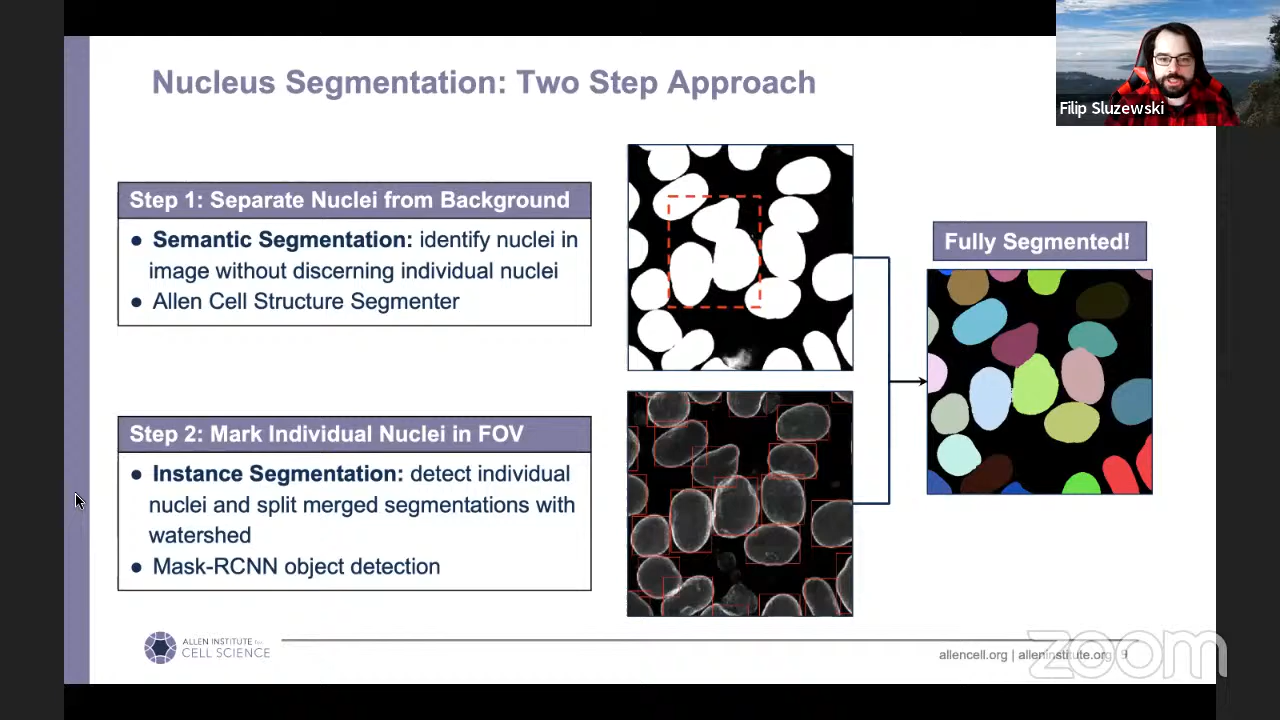 Nucleus Segmentation: Two Step Approach
Filip Sluzewski
Step 1: Separate Nuclei from Background
● Semantic Segmentation: identify nuclei in
image without discerning individual nuclei
● Allen Cell Structure Segmenter
Fully Segmented!
Step 2: Mark Individual Nuclei in FOV
● Instance Segmentation: detect individual
nuclei and split merged segmentations with
watershed
● Mask-RCNN object detection
ALLEN INSTITUTE for
CELL SCIENCE
allencell.org | alleninstitute.org 9
zoom